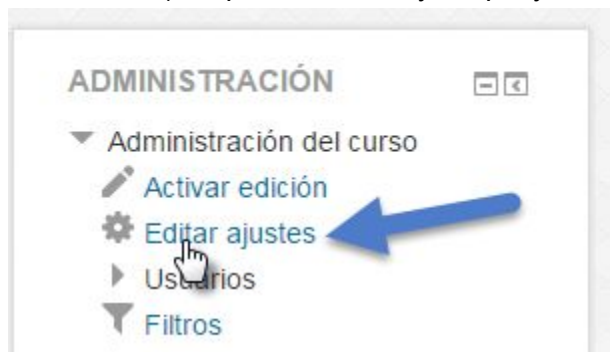 ADMINISTRACIÓN
Administración del curso
Activar edición
Editar ajustes
Usuarios
Filtros